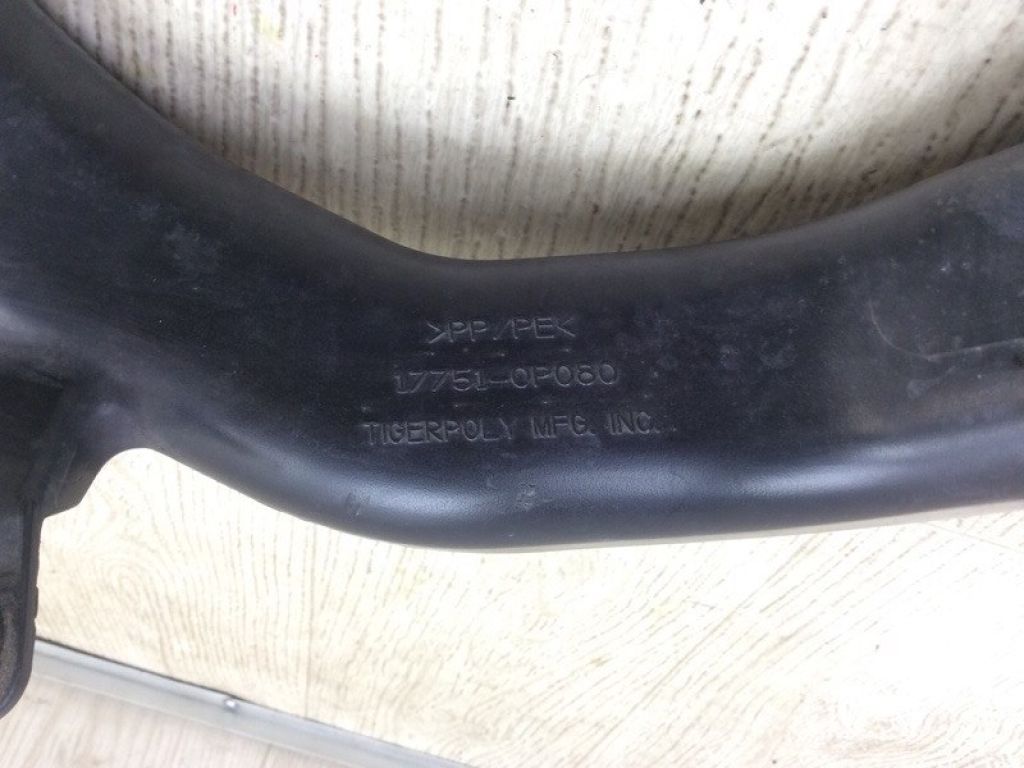 >PP/PE<
17751-0P080
TIGERPOLY MFG. INC.